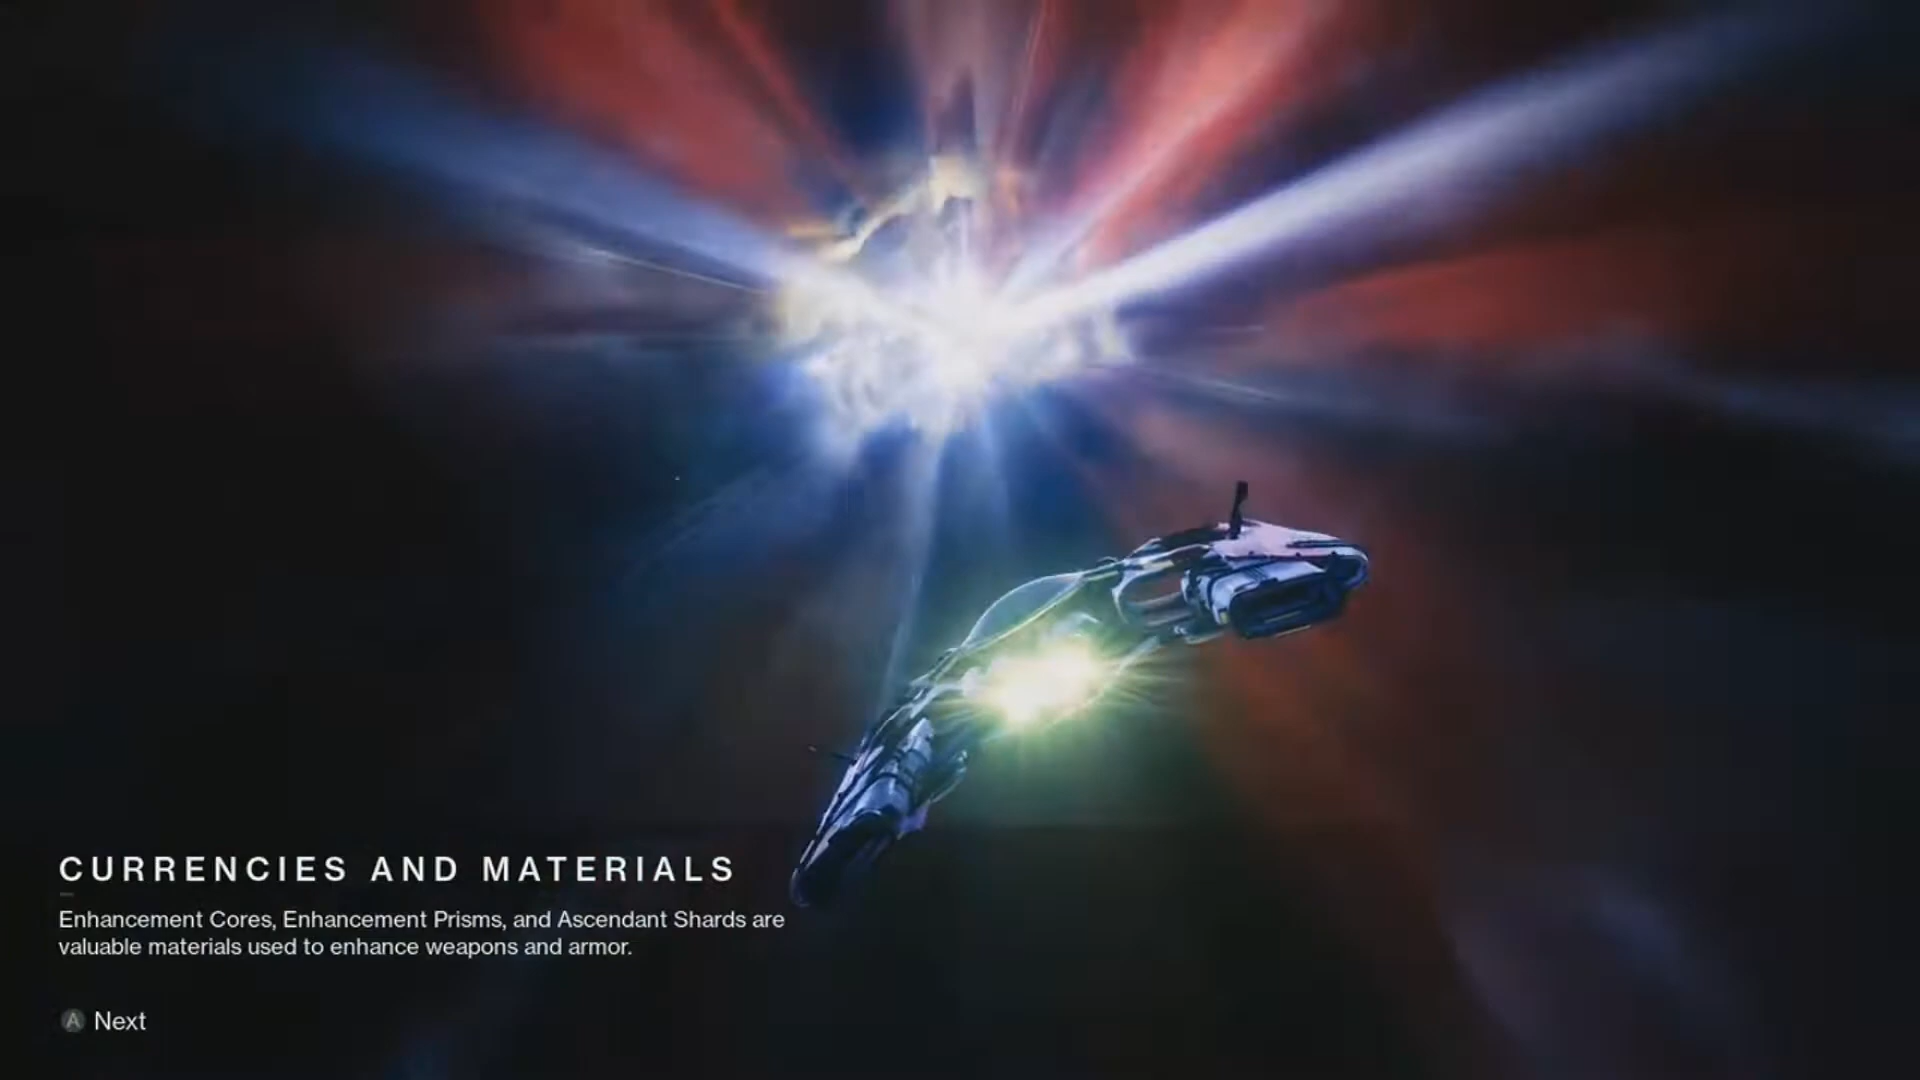 CURRENCIES AND MATERIALS
Enhancement Cores, Enhancement Prisms, and Ascendant Shards are
valuable materials used to enhance weapons and armor.
A Next